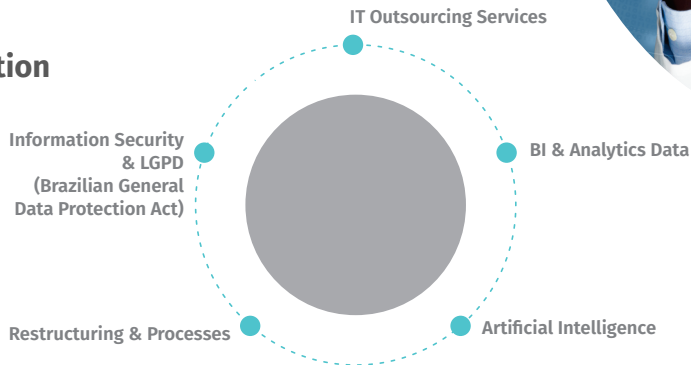 IT Outsourcing Services
tion
Information Security
& LGPD
(Brazilian General
Data Protection Act)
BI & Analytics Data
Restructuring & Processes
Artificial Intelligence